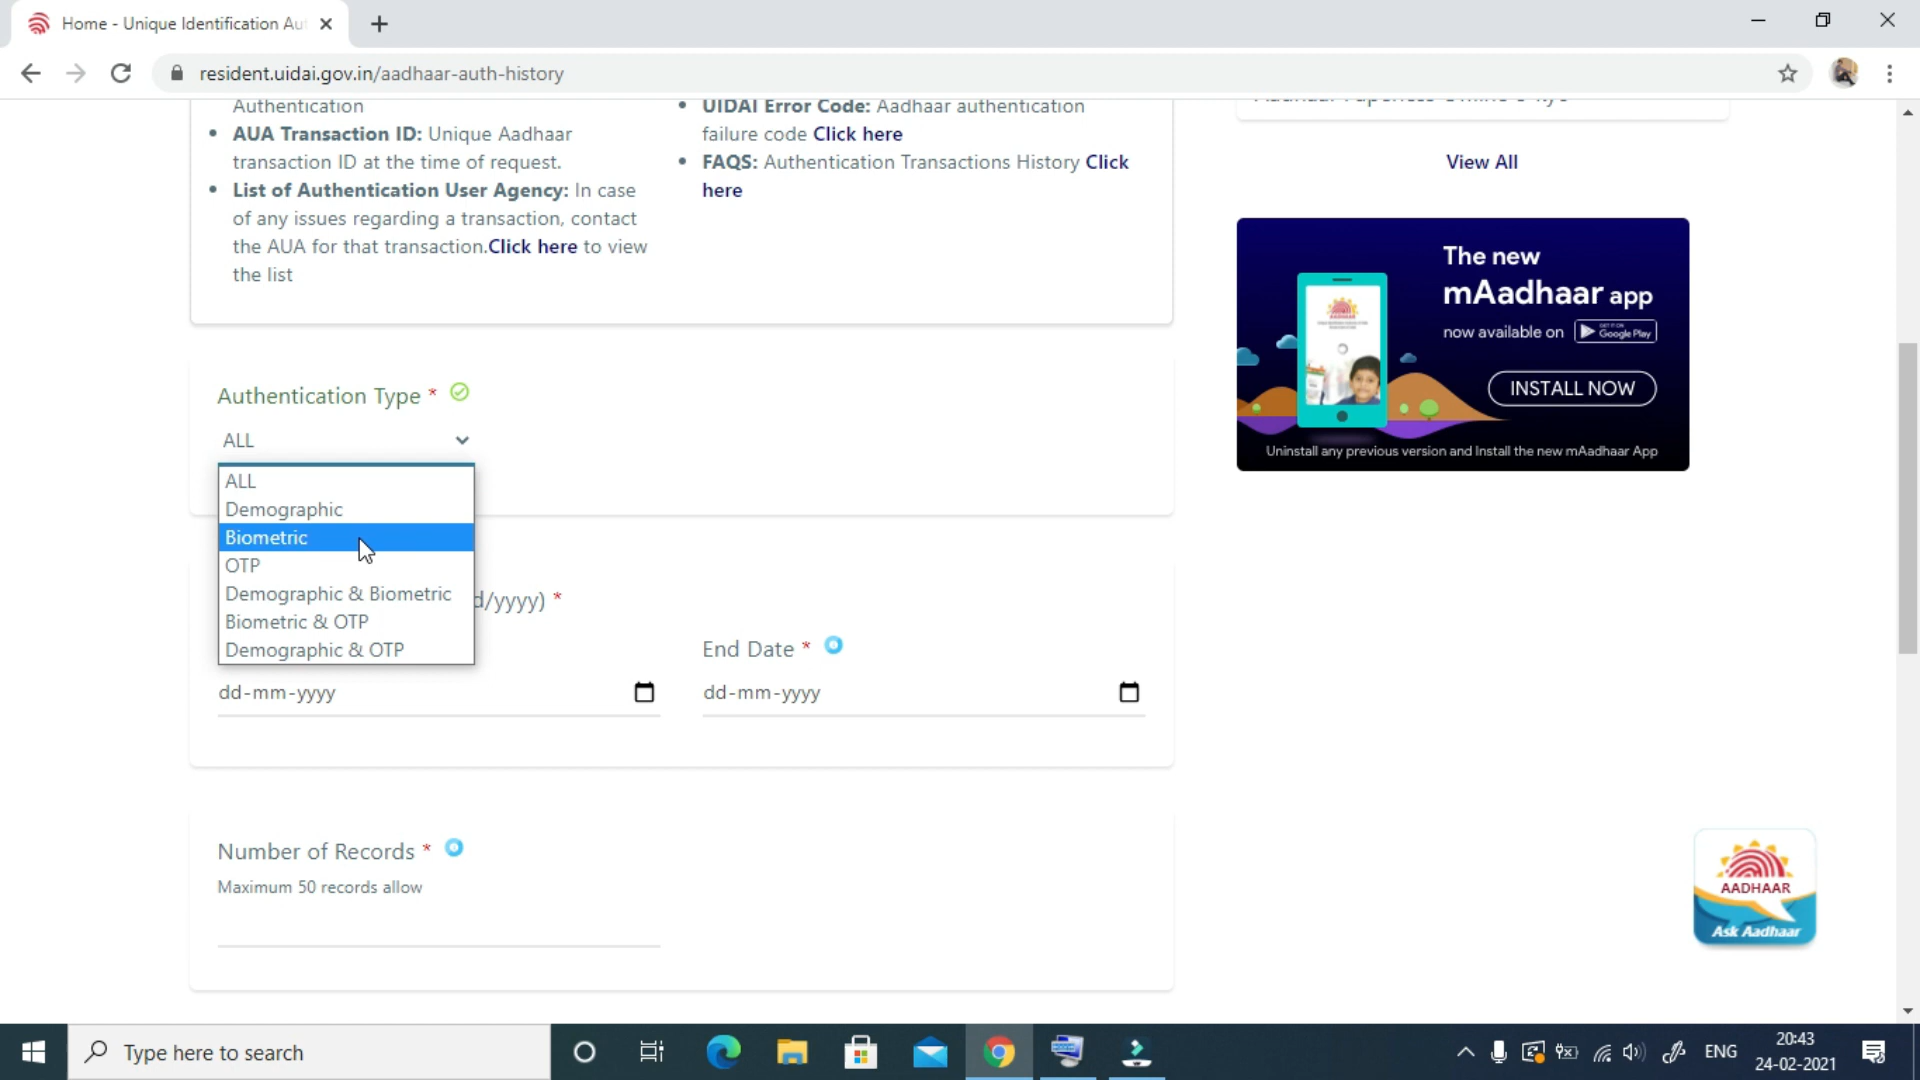 Home - Unique Identification Au
resident.uidai.gov.in/aadhaar-auth-history
Authentication
AUA Transaction ID: Unique Aadhaar
transaction ID at the time of request.
List of Authentication User Agency: In case
of any issues regarding a transaction, contact
the AUA for that transaction.Click here to view
the list
UIDAI Error Code: Aadhaar authentication
failure code Click here
FAQS: Authentication Transactions History Click
here
View All
The new
mAadhaar app
now available on GET IT ON Google Play
INSTALL NOW
Uninstall any previous version and Install the new mAadhaar App
Authentication Type *
ALL
ALL
Demographic
Biometric
OTP
Demographic & Biometric
Biometric & OTP
Demographic & OTP
d/yyyy) *
End Date *
dd-mm-yyyy
dd-mm-yyyy
Number of Records *
Maximum 50 records allow
AADHAAR
Ask Aadhaar
Type here to search
ENG
20:43
24-02-2021